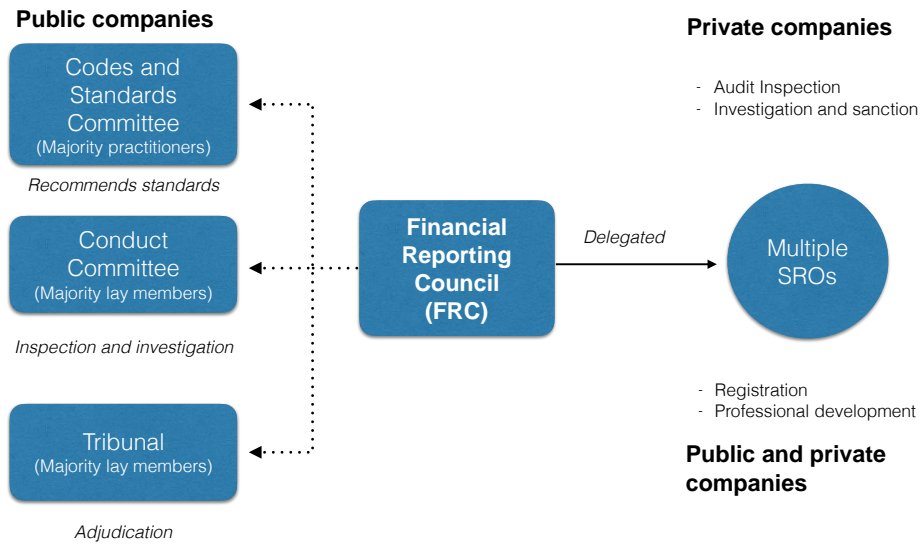 Public companies
Codes and
Standards
Committee
(Majority practitioners)
Recommends standards
Conduct
Committee
(Majority lay members)
Inspection and investigation
Tribunal
(Majority lay members)
Adjudication
Financial
Reporting
Council
(FRC)
Delegated
Private companies
- Audit Inspection
- Investigation and sanction
Multiple
SROs
- Registration
- Professional development
Public and private
companies